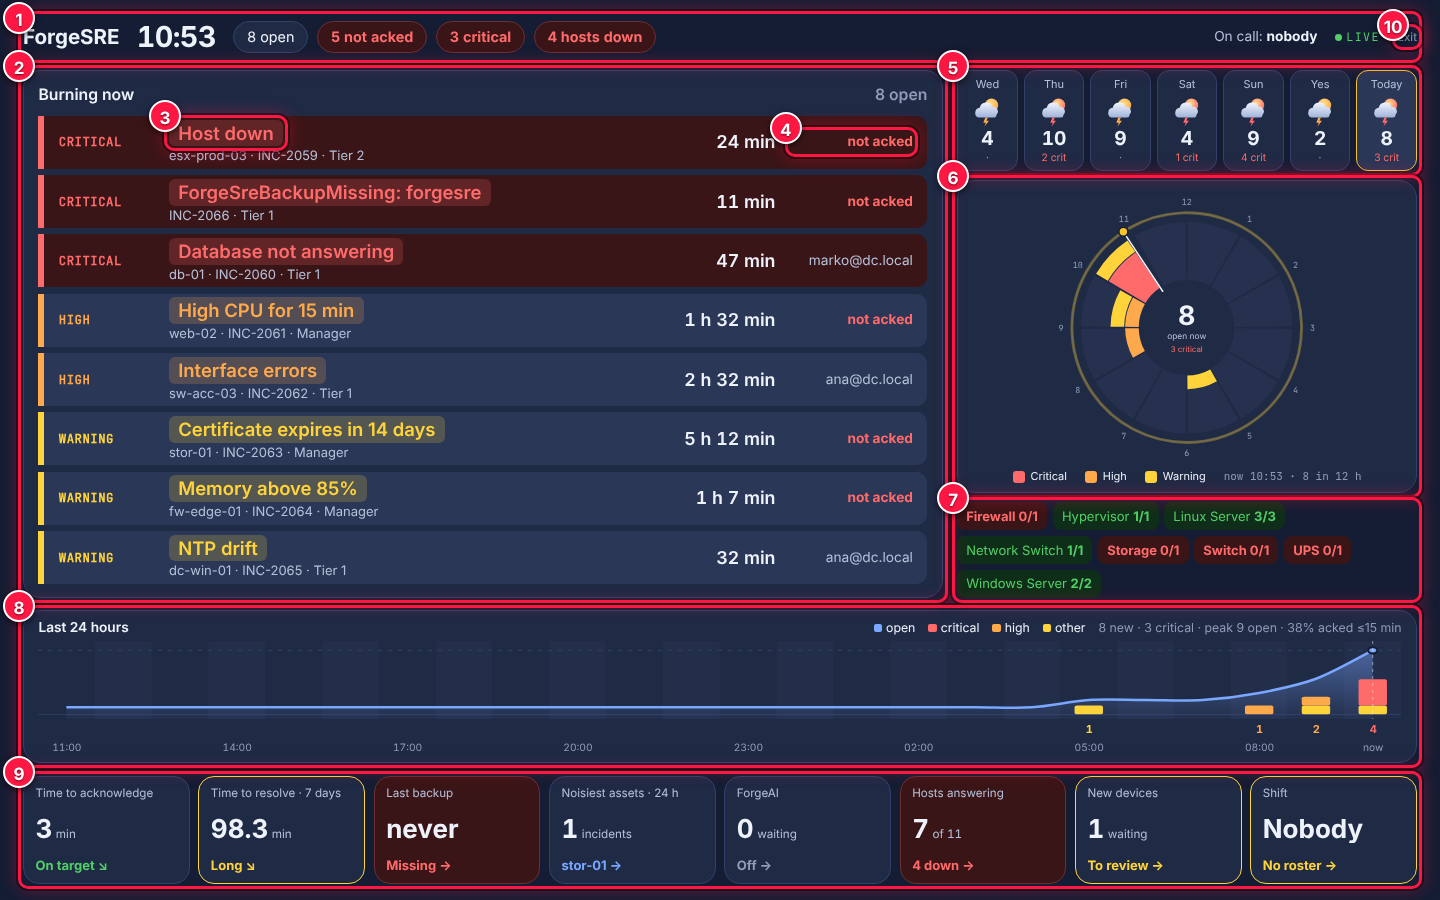 1
ForgeSRE 10:53 8 open 5 not acked 3 critical 4 hosts down On call: nobody LIVE Exit
10
2
Burning now 8 open
3
4
CRITICAL Host down 24 min not acked
esx-prod-03 · INC-2059 · Tier 2
CRITICAL ForgeSreBackupMissing: forgesre 11 min not acked
INC-2066 · Tier 1
CRITICAL Database not answering 47 min marko@dc.local
db-01 · INC-2060 · Tier 1
HIGH High CPU for 15 min 1 h 32 min not acked
web-02 · INC-2061 · Manager
HIGH Interface errors 2 h 32 min ana@dc.local
sw-acc-03 · INC-2062 · Tier 1
WARNING Certificate expires in 14 days 5 h 12 min not acked
stor-01 · INC-2063 · Manager
WARNING Memory above 85% 1 h 7 min not acked
fw-edge-01 · INC-2064 · Manager
WARNING NTP drift 32 min ana@dc.local
dc-win-01 · INC-2065 · Tier 1
5
Wed Thu Fri Sat Sun Yes Today
4 10 9 4 9 2 8
· 2 crit · 1 crit 4 crit · 3 crit
6
12
11 1
10 2
9 3
8 4
7 5
6
8
open now
3 critical
Critical High Warning now 10:53 · 8 in 12 h
7
Firewall 0/1 Hypervisor 1/1 Linux Server 3/3
Network Switch 1/1 Storage 0/1 Switch 0/1 UPS 0/1
Windows Server 2/2
8
Last 24 hours open critical high other 8 new · 3 critical · peak 9 open · 38% acked ≤15 min
1 1 2 4
11:00 14:00 17:00 20:00 23:00 02:00 05:00 08:00 now
9
Time to acknowledge
3 min
On target ↘
Time to resolve · 7 days
98.3 min
Long ↘
Last backup
never
Missing →
Noisiest assets · 24 h
1 incidents
stor-01 →
ForgeAI
0 waiting
Off →
Hosts answering
7 of 11
4 down →
New devices
1 waiting
To review →
Shift
Nobody
No roster →